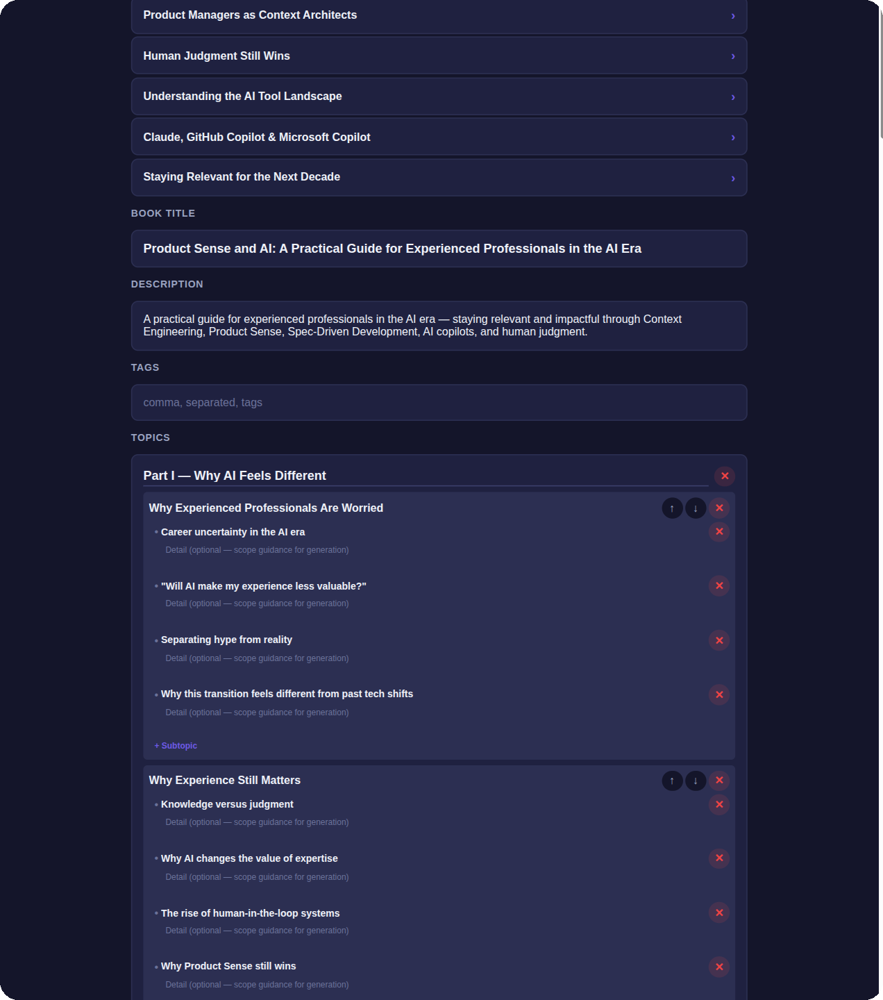 Product Managers as Context Architects ›
Human Judgment Still Wins ›
Understanding the AI Tool Landscape ›
Claude, GitHub Copilot & Microsoft Copilot ›
Staying Relevant for the Next Decade ›
BOOK TITLE
Product Sense and AI: A Practical Guide for Experienced Professionals in the AI Era
DESCRIPTION
A practical guide for experienced professionals in the AI era — staying relevant and impactful through Context
Engineering, Product Sense, Spec-Driven Development, AI copilots, and human judgment.
TAGS
comma, separated, tags
TOPICS
Part I — Why AI Feels Different ✕
Why Experienced Professionals Are Worried ↑ ↓ ✕
• Career uncertainty in the AI era ✕
Detail (optional — scope guidance for generation)
• "Will AI make my experience less valuable?" ✕
Detail (optional — scope guidance for generation)
• Separating hype from reality ✕
Detail (optional — scope guidance for generation)
• Why this transition feels different from past tech shifts ✕
Detail (optional — scope guidance for generation)
+ Subtopic
Why Experience Still Matters ↑ ↓ ✕
• Knowledge versus judgment ✕
Detail (optional — scope guidance for generation)
• Why AI changes the value of expertise ✕
Detail (optional — scope guidance for generation)
• The rise of human-in-the-loop systems ✕
Detail (optional — scope guidance for generation)
• Why Product Sense still wins ✕
Detail (optional — scope guidance for generation)